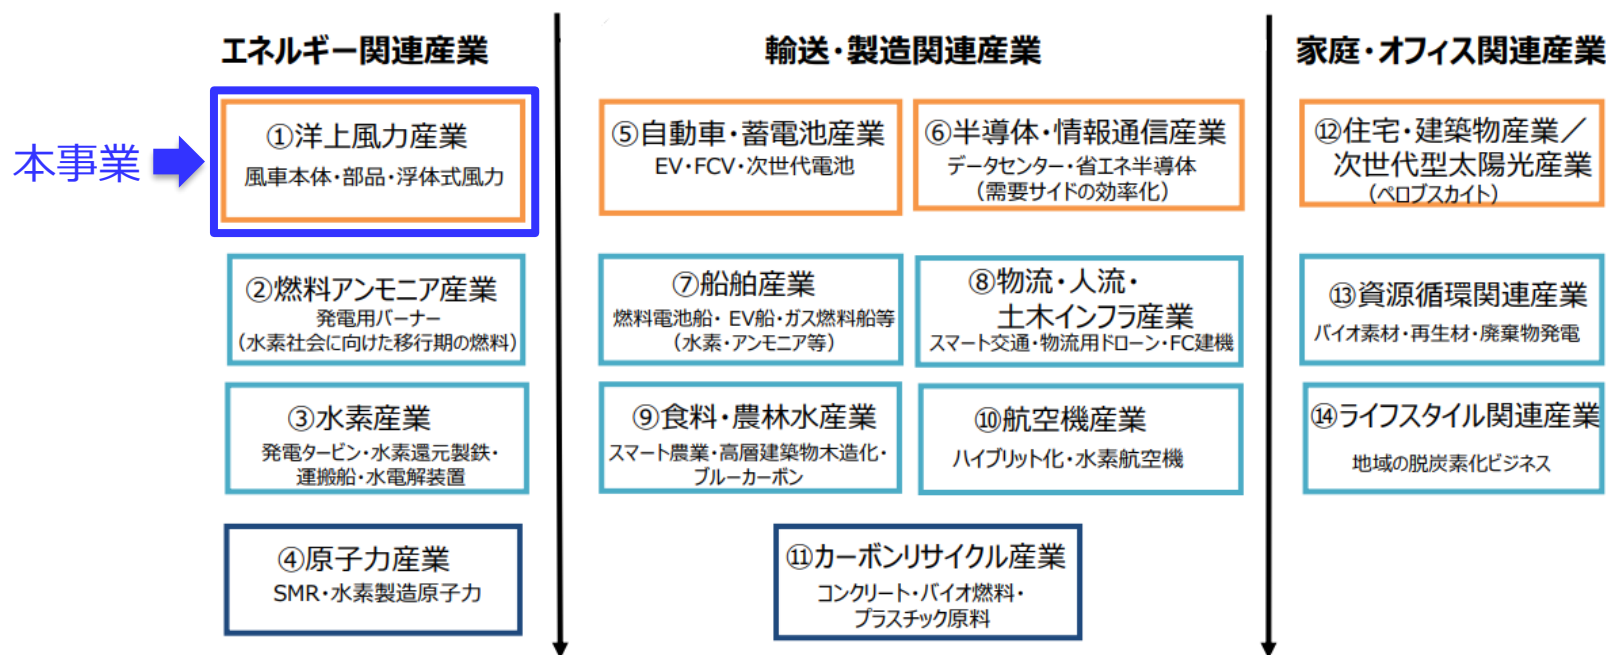 エネルギー関連産業
輸送・製造関連産業
家庭・オフィス関連産業
本事業
①洋上風力産業
風車本体・部品・浮体式風力
②燃料アンモニア産業
発電用バーナー
（水素社会に向けた移行期の燃料）
③水素産業
発電タービン・水素還元製鉄・
運搬船・水電解装置
④原子力産業
SMR・水素製造原子力
⑤自動車・蓄電池産業
EV・FCV・次世代電池
⑥半導体・情報通信産業
データセンター・省エネ半導体
（需要サイドの効率化）
⑦船舶産業
燃料電池船・EV船・ガス燃料船等
（水素・アンモニア等）
⑧物流・人流・
土木インフラ産業
スマート交通・物流用ドローン・FC建機
⑨食料・農林水産業
スマート農業・高層建築物木造化・
ブルーカーボン
⑩航空機産業
ハイブリット化・水素航空機
⑪カーボンリサイクル産業
コンクリート・バイオ燃料・
プラスチック原料
⑫住宅・建築物産業／
次世代型太陽光産業
（ペロブスカイト）
⑬資源循環関連産業
バイオ素材・再生材・廃棄物発電
⑭ライフスタイル関連産業
地域の脱炭素化ビジネス